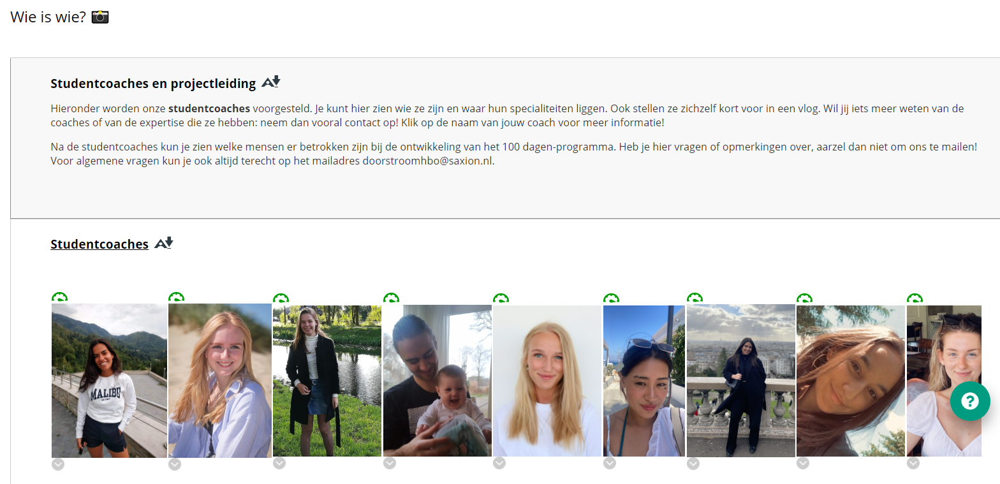 Wie is wie?
Studentcoaches en projectleiding
Hieronder worden onze studentcoaches voorgesteld. Je kunt hier zien wie ze zijn en waar hun specialiteiten liggen. Ook stellen ze zichzelf kort voor in een vlog. Wil jij iets meer weten van de
coaches of van de expertise die ze hebben: neem dan vooral contact op! Klik op de naam van jouw coach voor meer informatie!
Na de studentcoaches kun je zien welke mensen er betrokken zijn bij de ontwikkeling van het 100 dagen-programma. Heb je hier vragen of opmerkingen over, aarzel dan niet om ons te mailen!
Voor algemene vragen kun je ook altijd terecht op het mailadres doorstroomhbo@saxion.nl.
Studentcoaches
MALIBU
?